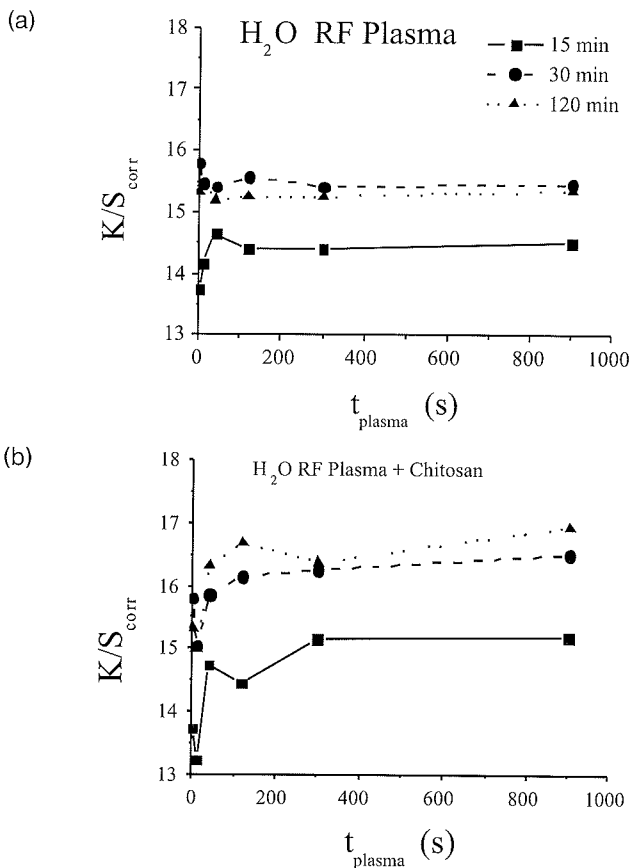 (a)
H2O RF Plasma
15 min
30 min
120 min
18
17
16
15
14
13
K/Scorr
0 200 400 600 800 1000
tplasma (s)
(b)
H2O RF Plasma + Chitosan
18
17
16
15
14
13
K/Scorr
0 200 400 600 800 1000
tplasma (s)